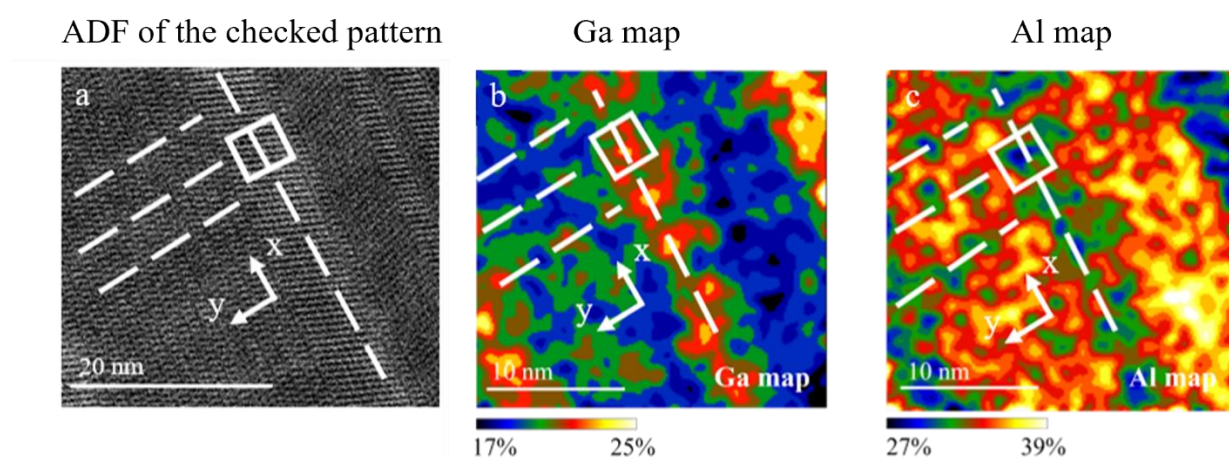 ADF of the checked pattern
Ga map
Al map
a
b
c
x
y
x
y
x
y
20 nm
10 nm
Ga map
10 nm
Al map
17%
25%
27%
39%